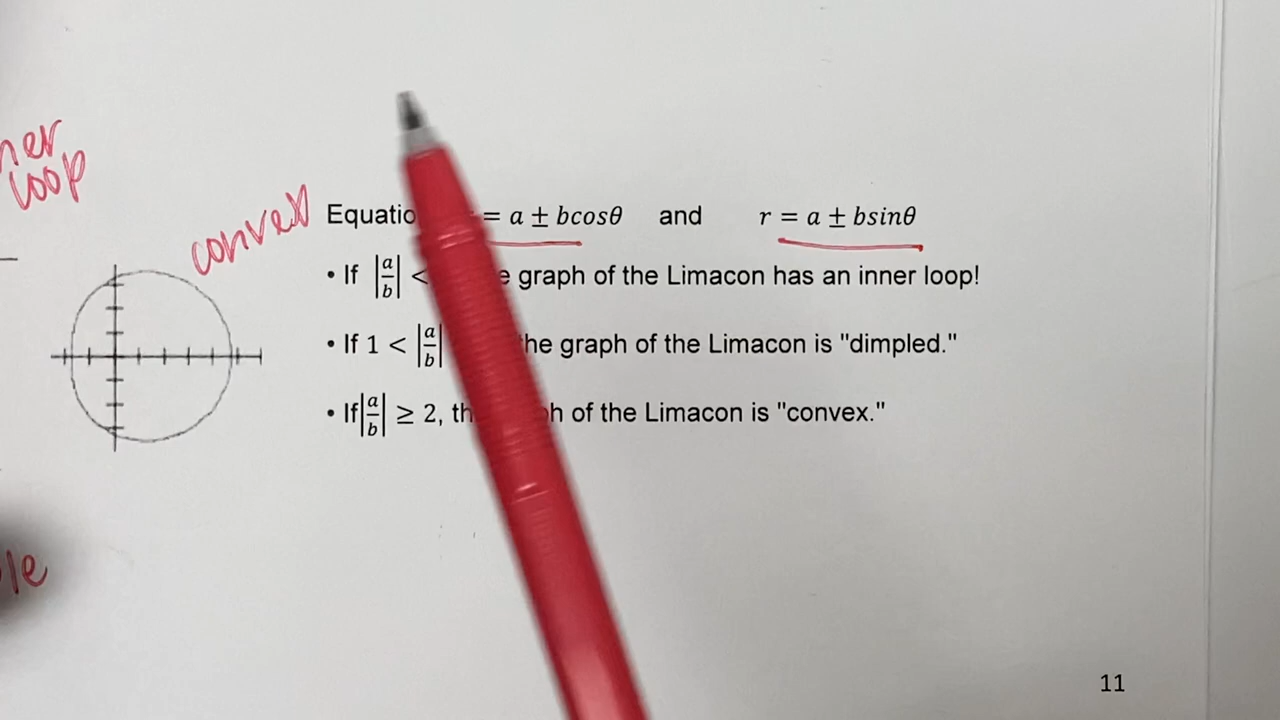 ner
loop
convex
Equatio = a ± bcosθ and r = a ± bsinθ
• If |a/b| < graph of the Limacon has an inner loop!
• If 1 < |a/b| the graph of the Limacon is "dimpled."
• If |a/b| ≥ 2, th h of the Limacon is "convex."
le
11